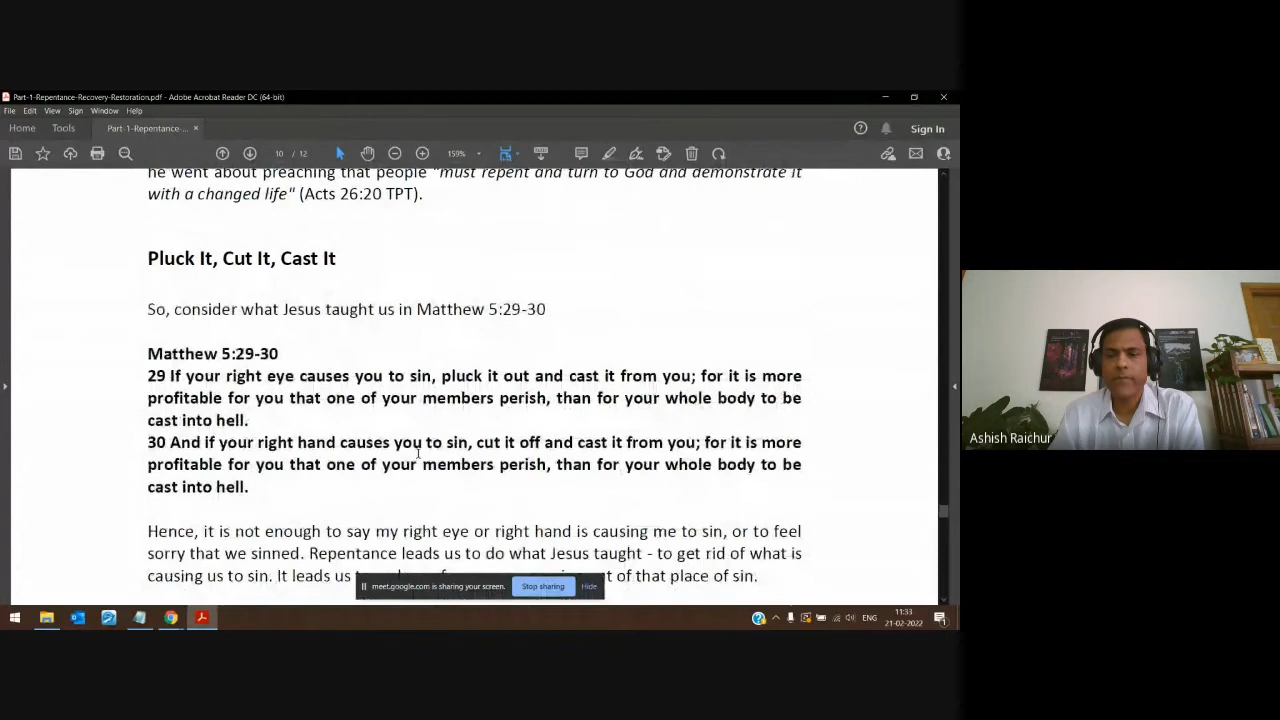 Part-1-Repentance-Recovery-Restoration.pdf - Adobe Acrobat Reader DC (64-bit)
File Edit View Sign Window Help
Home Tools Part-1-Repentance-... × Sign In
10 / 12 159%
he went about preaching that people "must repent and turn to God and demonstrate it
with a changed life" (Acts 26:20 TPT).
Pluck It, Cut It, Cast It
So, consider what Jesus taught us in Matthew 5:29-30
Matthew 5:29-30
29 If your right eye causes you to sin, pluck it out and cast it from you; for it is more
profitable for you that one of your members perish, than for your whole body to be
cast into hell.
30 And if your right hand causes you to sin, cut it off and cast it from you; for it is more
profitable for you that one of your members perish, than for your whole body to be
cast into hell.
Hence, it is not enough to say my right eye or right hand is causing me to sin, or to feel
sorry that we sinned. Repentance leads us to do what Jesus taught - to get rid of what is
causing us to sin. It leads us t of that place of sin.
meet.google.com is sharing your screen. Stop sharing Hide
ENG
11:33
21-02-2022
Ashish Raichur